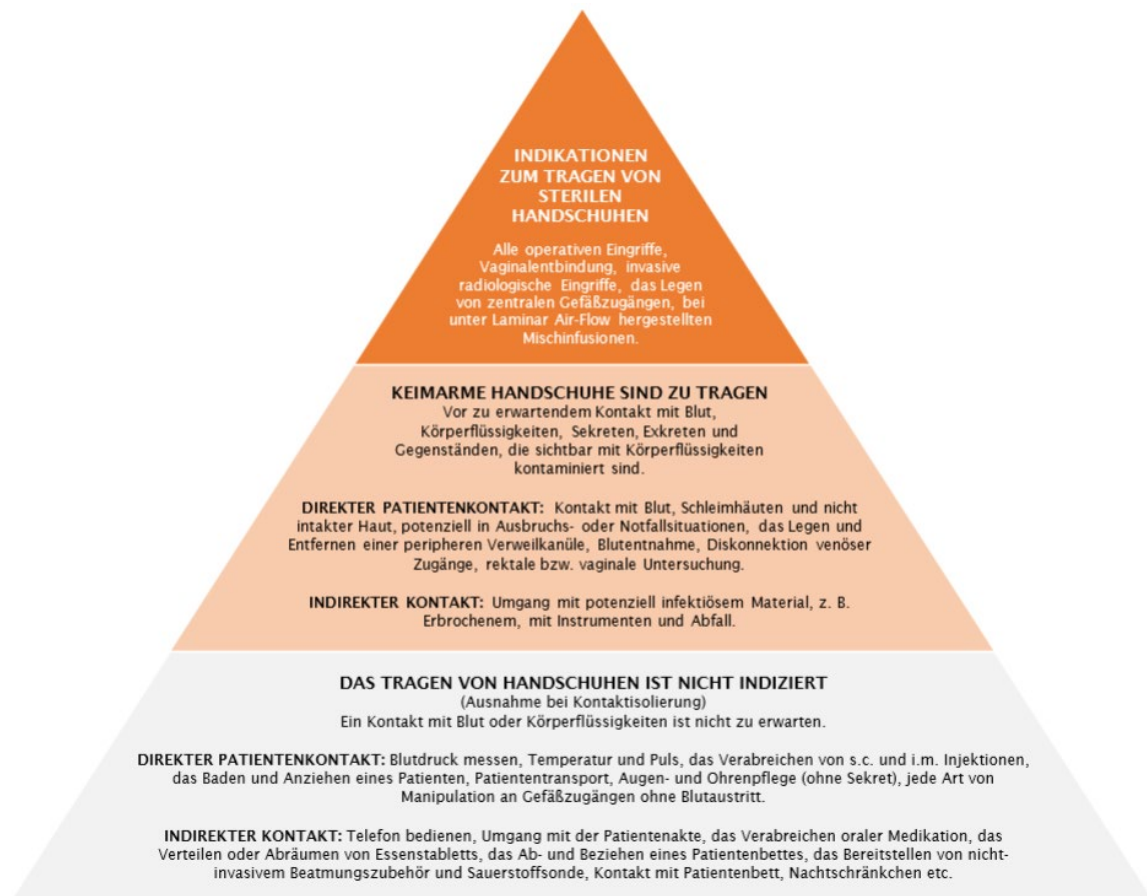 INDIKATIONEN
ZUM TRAGEN VON
STERILEN
HANDSCHUHEN
Alle operativen Eingriffe,
Vaginalentbindung, invasive
radiologische Eingriffe, das Legen
von zentralen Gefäßzugängen, bei
unter Laminar Air-Flow hergestellten
Mischinfusionen.
KEIMARME HANDSCHUHE SIND ZU TRAGEN
Vor zu erwartendem Kontakt mit Blut,
Körperflüssigkeiten, Sekreten, Exkreten und
Gegenständen, die sichtbar mit Körperflüssigkeiten
kontaminiert sind.
DIREKTER PATIENTENKONTAKT: Kontakt mit Blut, Schleimhäuten und nicht
intakter Haut, potenziell in Ausbruchs- oder Notfallsituationen, das Legen und
Entfernen einer peripheren Verweilkanüle, Blutentnahme, Diskonnektion venöser
Zugänge, rektale bzw. vaginale Untersuchung.
INDIREKTER KONTAKT: Umgang mit potenziell infektiösem Material, z. B.
Erbrochenem, mit Instrumenten und Abfall.
DAS TRAGEN VON HANDSCHUHEN IST NICHT INDIZIERT
(Ausnahme bei Kontaktisolierung)
Ein Kontakt mit Blut oder Körperflüssigkeiten ist nicht zu erwarten.
DIREKTER PATIENTENKONTAKT: Blutdruck messen, Temperatur und Puls, das Verabreichen von s.c. und i.m. Injektionen,
das Baden und Anziehen eines Patienten, Patiententransport, Augen- und Ohrenpflege (ohne Sekret), jede Art von
Manipulation an Gefäßzugängen ohne Blutaustritt.
INDIREKTER KONTAKT: Telefon bedienen, Umgang mit der Patientenakte, das Verabreichen oraler Medikation, das
Verteilen oder Abräumen von Essenstabletts, das Ab- und Beziehen eines Patientenbettes, das Bereitstellen von nicht-
invasivem Beatmungszubehör und Sauerstoffsonde, Kontakt mit Patientenbett, Nachtschränkchen etc.